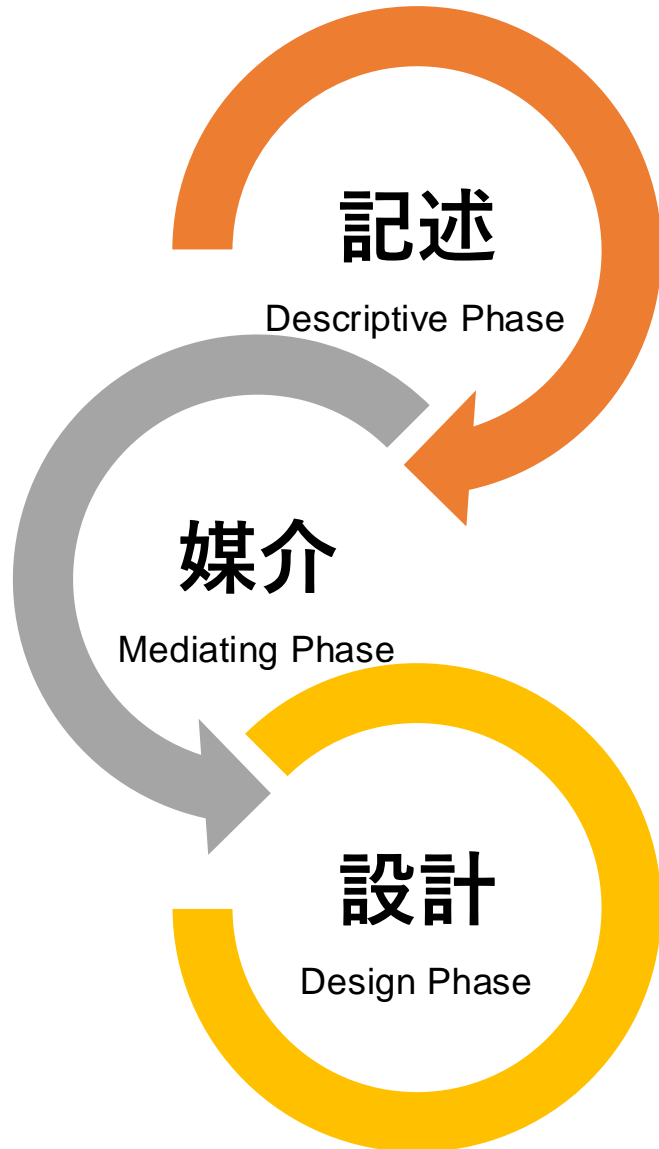 記述
Descriptive Phase
媒介
Mediating Phase
設計
Design Phase